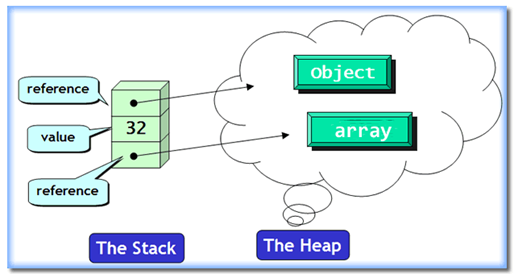 reference
value
reference
32
Object
array
The Stack
The Heap